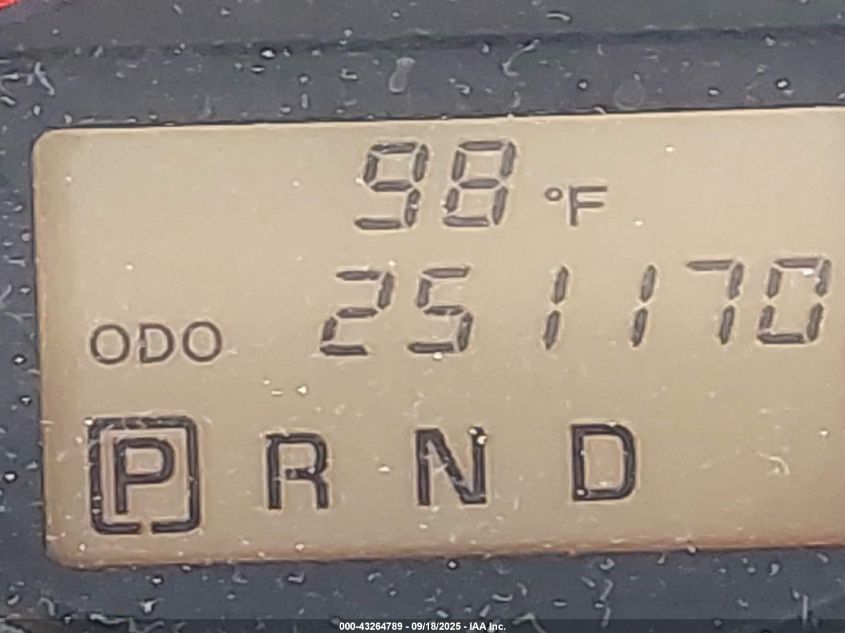 98 °F
ODO 251170
P R N D
000-43264789 - 09/18/2025 - IAA Inc.